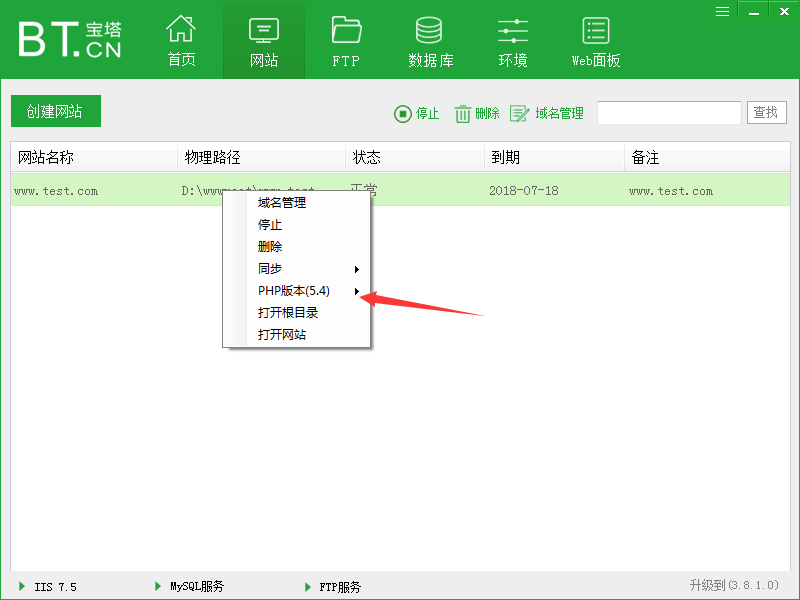 BT.CN 宝塔
首页
网站
FTP
数据库
环境
Web面板
创建网站
停止
删除
域名管理
查找
网站名称 物理路径 状态 到期 备注
www.test.com D:\www 正常 2018-07-18 www.test.com
域名管理
停止
删除
同步
PHP版本(5.4)
打开根目录
打开网站
IIS 7.5 MySQL服务 FTP服务 升级到(3.8.1.0)